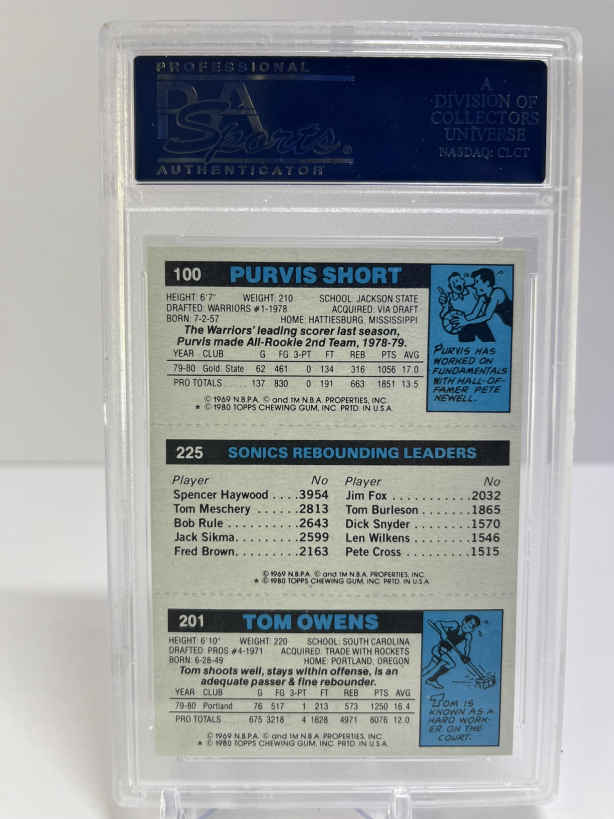 PROFESSIONAL
PSA
Sports
AUTHENTICATOR
A
DIVISION OF
COLLECTORS
UNIVERSE
NASDAQ: CLCT
100 PURVIS SHORT
HEIGHT: 6'7" WEIGHT: 210 SCHOOL: JACKSON STATE
DRAFTED: WARRIORS #1-1978 ACQUIRED: VIA DRAFT
BORN: 7-2-57 HOME: HATTIESBURG, MISSISSIPPI
The Warriors' leading scorer last season,
Purvis made All-Rookie 2nd Team, 1978-79.
YEAR CLUB G FG 3-PT FT REB PTS AVG
79-80 Gold. State 62 461 0 134 316 1056 17.0
PRO TOTALS 137 830 0 191 663 1851 13.5
© 1969 N.B.P.A. © and TM N.B.A. PROPERTIES, INC.
★ © 1980 TOPPS CHEWING GUM, INC. PRTD. IN U.S.A.
PURVIS HAS
WORKED ON
FUNDAMENTALS
WITH HALL-OF-
FAMER PETE
NEWELL.
225 SONICS REBOUNDING LEADERS
Player No Player No
Spencer Haywood ....3954 Jim Fox ...........2032
Tom Meschery ......2813 Tom Burleson ......1865
Bob Rule ..........2643 Dick Snyder .......1570
Jack Sikma.........2599 Len Wilkens .......1546
Fred Brown.........2163 Pete Cross ........1515
© 1969 N.B.P.A. © and TM N.B.A. PROPERTIES, INC.
★ © 1980 TOPPS CHEWING GUM, INC. PRTD. IN U.S.A.
201 TOM OWENS
HEIGHT: 6'10" WEIGHT: 220 SCHOOL: SOUTH CAROLINA
DRAFTED: PROS #4-1971 ACQUIRED: TRADE WITH ROCKETS
BORN: 6-28-49 HOME: PORTLAND, OREGON
Tom shoots well, stays within offense, is an
adequate passer & fine rebounder.
YEAR CLUB G FG 3-PT FT REB PTS AVG
79-80 Portland 76 517 1 213 573 1250 16.4
PRO TOTALS 675 3218 4 1628 4971 8076 12.0
© 1969 N.B.P.A. © and TM N.B.A. PROPERTIES, INC.
★ © 1980 TOPPS CHEWING GUM, INC. PRTD. IN U.S.A.
TOM IS
KNOWN AS A
HARD WORK-
ER ON THE
COURT.